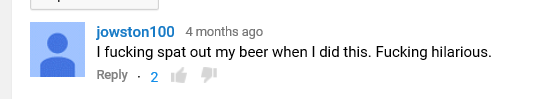 jowston100 4 months ago
I fucking spat out my beer when I did this. Fucking hilarious.
Reply · 2